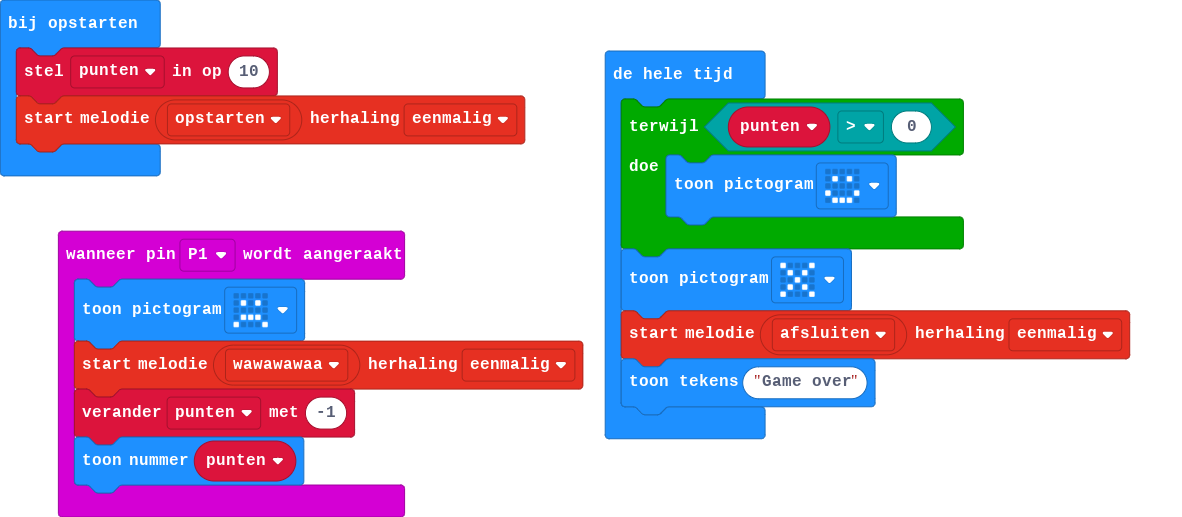 bij opstarten
stel punten in op 10
start melodie opstarten herhaling eenmalig
wanneer pin P1 wordt aangeraakt
toon pictogram
start melodie wawawawaa herhaling eenmalig
verander punten met -1
toon nummer punten
de hele tijd
terwijl punten > 0
doe
toon pictogram
toon pictogram
start melodie afsluiten herhaling eenmalig
toon tekens "Game over"